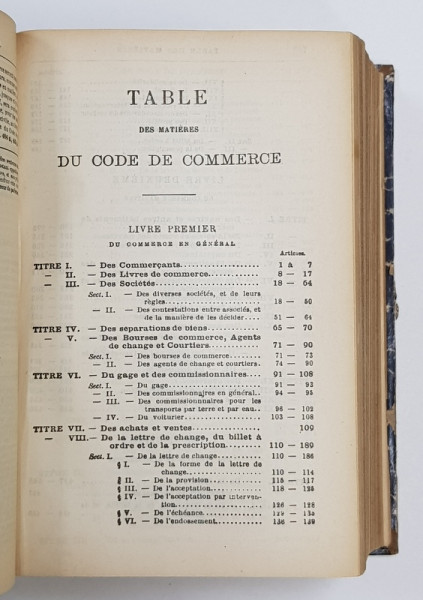 TABLE
DES MATIÈRES
DU CODE DE COMMERCE
LIVRE PREMIER
DU COMMERCE EN GÉNÉRAL
Articles.
TITRE I. — Des Commerçants.................... 1 à 7
— II. — Des Livres de commerce............. 8 — 17
— III. — Des Sociétés......................... 18 — 64
Sect. I. — Des diverses sociétés, et de leurs
règles........................ 18 — 50
— II. — Des contestations entre associés, et
de la manière de les décider.... 51 — 64
TITRE IV. — Des séparations de biens............ 65 — 70
— V. — Des Bourses de commerce, Agents
de change et Courtiers............ 71 — 90
Sect. I. — Des bourses de commerce........ 71 — 73
— II. — Des agents de change et courtiers. 74 — 90
TITRE VI. — Du gage et des commissionnaires.... 91 — 108
Sect. I. — Du gage........................ 91 — 93
— II. — Des commissionnaires en général.. 94 — 95
— III. — Des commissionnaires pour les
transports par terre et par eau.. 96 — 102
— IV. — Du voiturier..................... 103 — 108
TITRE VII. — Des achats et ventes................ 109
— VIII. — De la lettre de change, du billet à
ordre et de la prescription........ 110 — 189
Sect. I. — De la lettre de change........... 110 — 186
§ I. — De la forme de la lettre de
change.................... 110 — 114
§ II. — De la provision............. 115 — 117
§ III. — De l'acceptation............ 118 — 125
§ IV. — De l'acceptation par interven-
tion........................ 126 — 128
§ V. — De l'échéance............... 129 — 135
§ VI. — De l'endossement........... 136 — 139